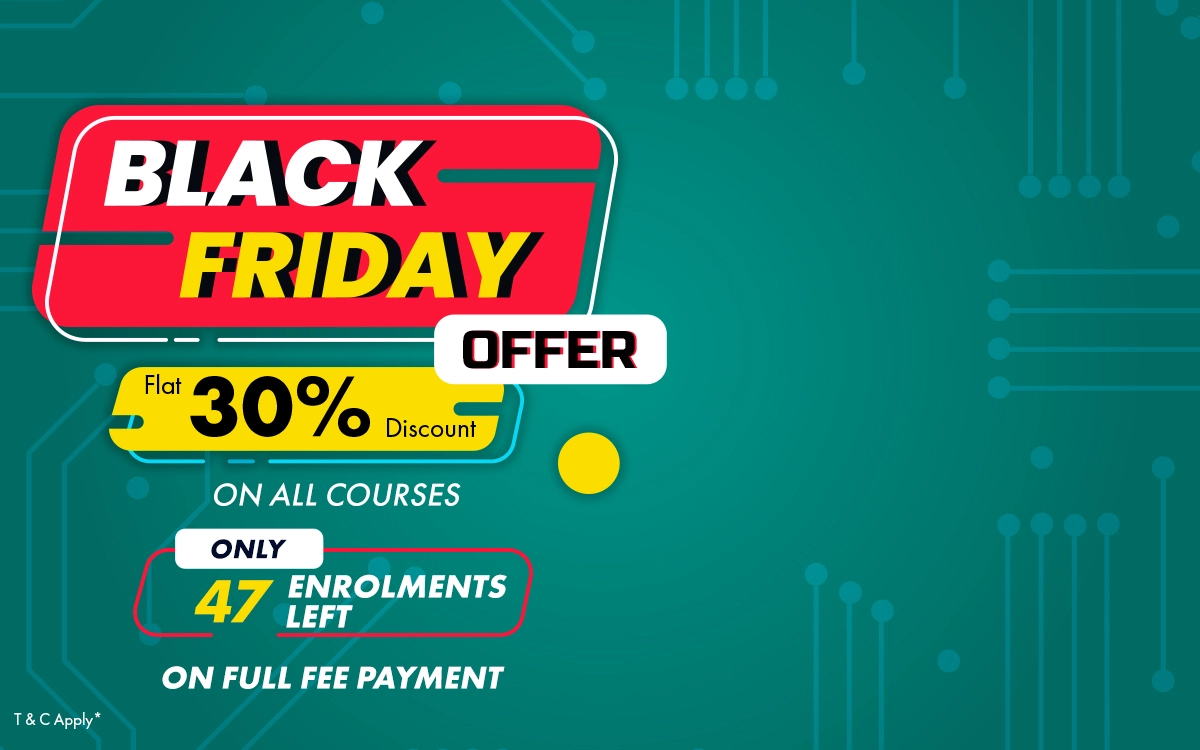 BLACK
FRIDAY
OFFER
Flat 30% Discount
ON ALL COURSES
ONLY
47 ENROLMENTS
LEFT
ON FULL FEE PAYMENT
T & C Apply*